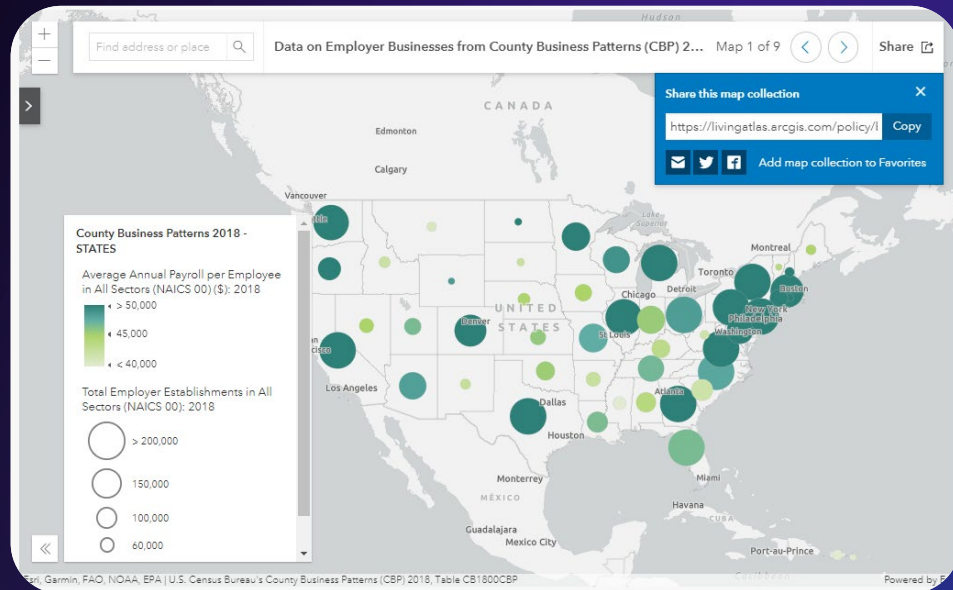 Hudson
+
−
Find address or place
Data on Employer Businesses from County Business Patterns (CBP) 2...
Map 1 of 9
Share
Share this map collection
https://livingatlas.arcgis.com/policy/
Copy
Add map collection to Favorites
CANADA
Edmonton
Calgary
Vancouver
Lake
Superior
Montreal
Toronto
Boston
Detroit
Chicago
New York
Philadelphia
UNITED
STATES
Denver
St Louis
Washington
Los Angeles
Atlanta
Dallas
Houston
Monterrey
Miami
MÉXICO
Havana
CUBA
Guadalajara
Mexico City
Port-au-Prince
Caribbean
County Business Patterns 2018 -
STATES
Average Annual Payroll per Employee
in All Sectors (NAICS 00) ($): 2018
> 50,000
45,000
< 40,000
Total Employer Establishments in All
Sectors (NAICS 00): 2018
> 200,000
150,000
100,000
60,000
Esri, Garmin, FAO, NOAA, EPA | U.S. Census Bureau's County Business Patterns (CBP) 2018, Table CB1800CBP
Powered by